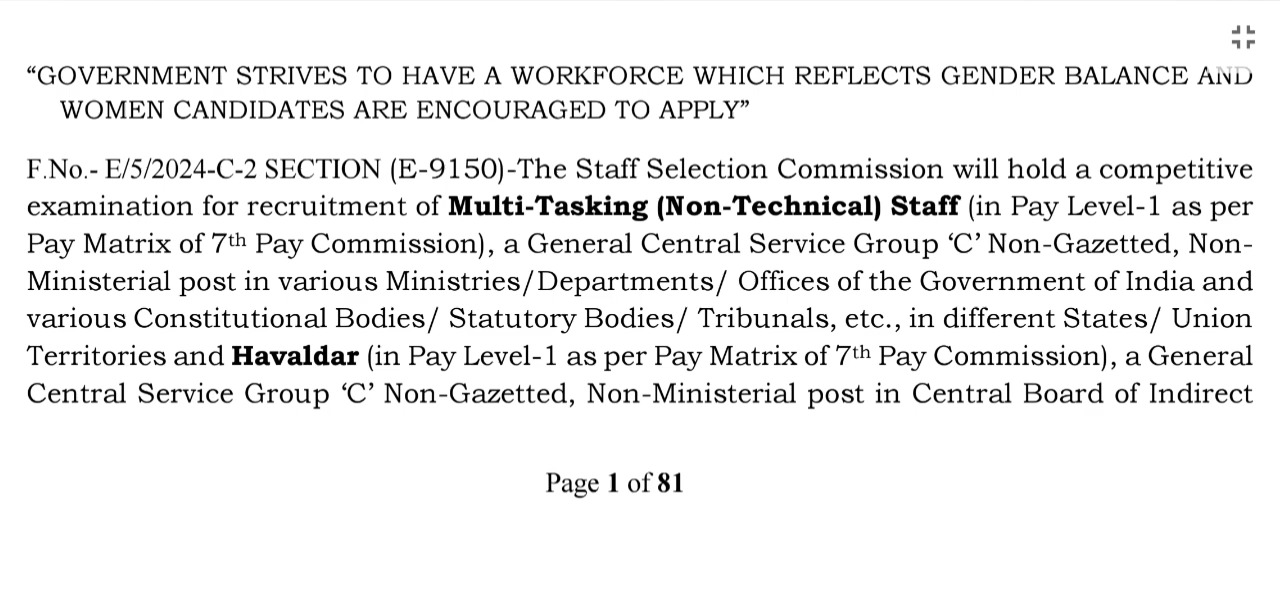 “GOVERNMENT STRIVES TO HAVE A WORKFORCE WHICH REFLECTS GENDER BALANCE AND
WOMEN CANDIDATES ARE ENCOURAGED TO APPLY”
F.No.- E/5/2024-C-2 SECTION (E-9150)-The Staff Selection Commission will hold a competitive
examination for recruitment of Multi-Tasking (Non-Technical) Staff (in Pay Level-1 as per
Pay Matrix of 7th Pay Commission), a General Central Service Group ‘C’ Non-Gazetted, Non-
Ministerial post in various Ministries/Departments/ Offices of the Government of India and
various Constitutional Bodies/ Statutory Bodies/ Tribunals, etc., in different States/ Union
Territories and Havaldar (in Pay Level-1 as per Pay Matrix of 7th Pay Commission), a General
Central Service Group ‘C’ Non-Gazetted, Non-Ministerial post in Central Board of Indirect
Page 1 of 81